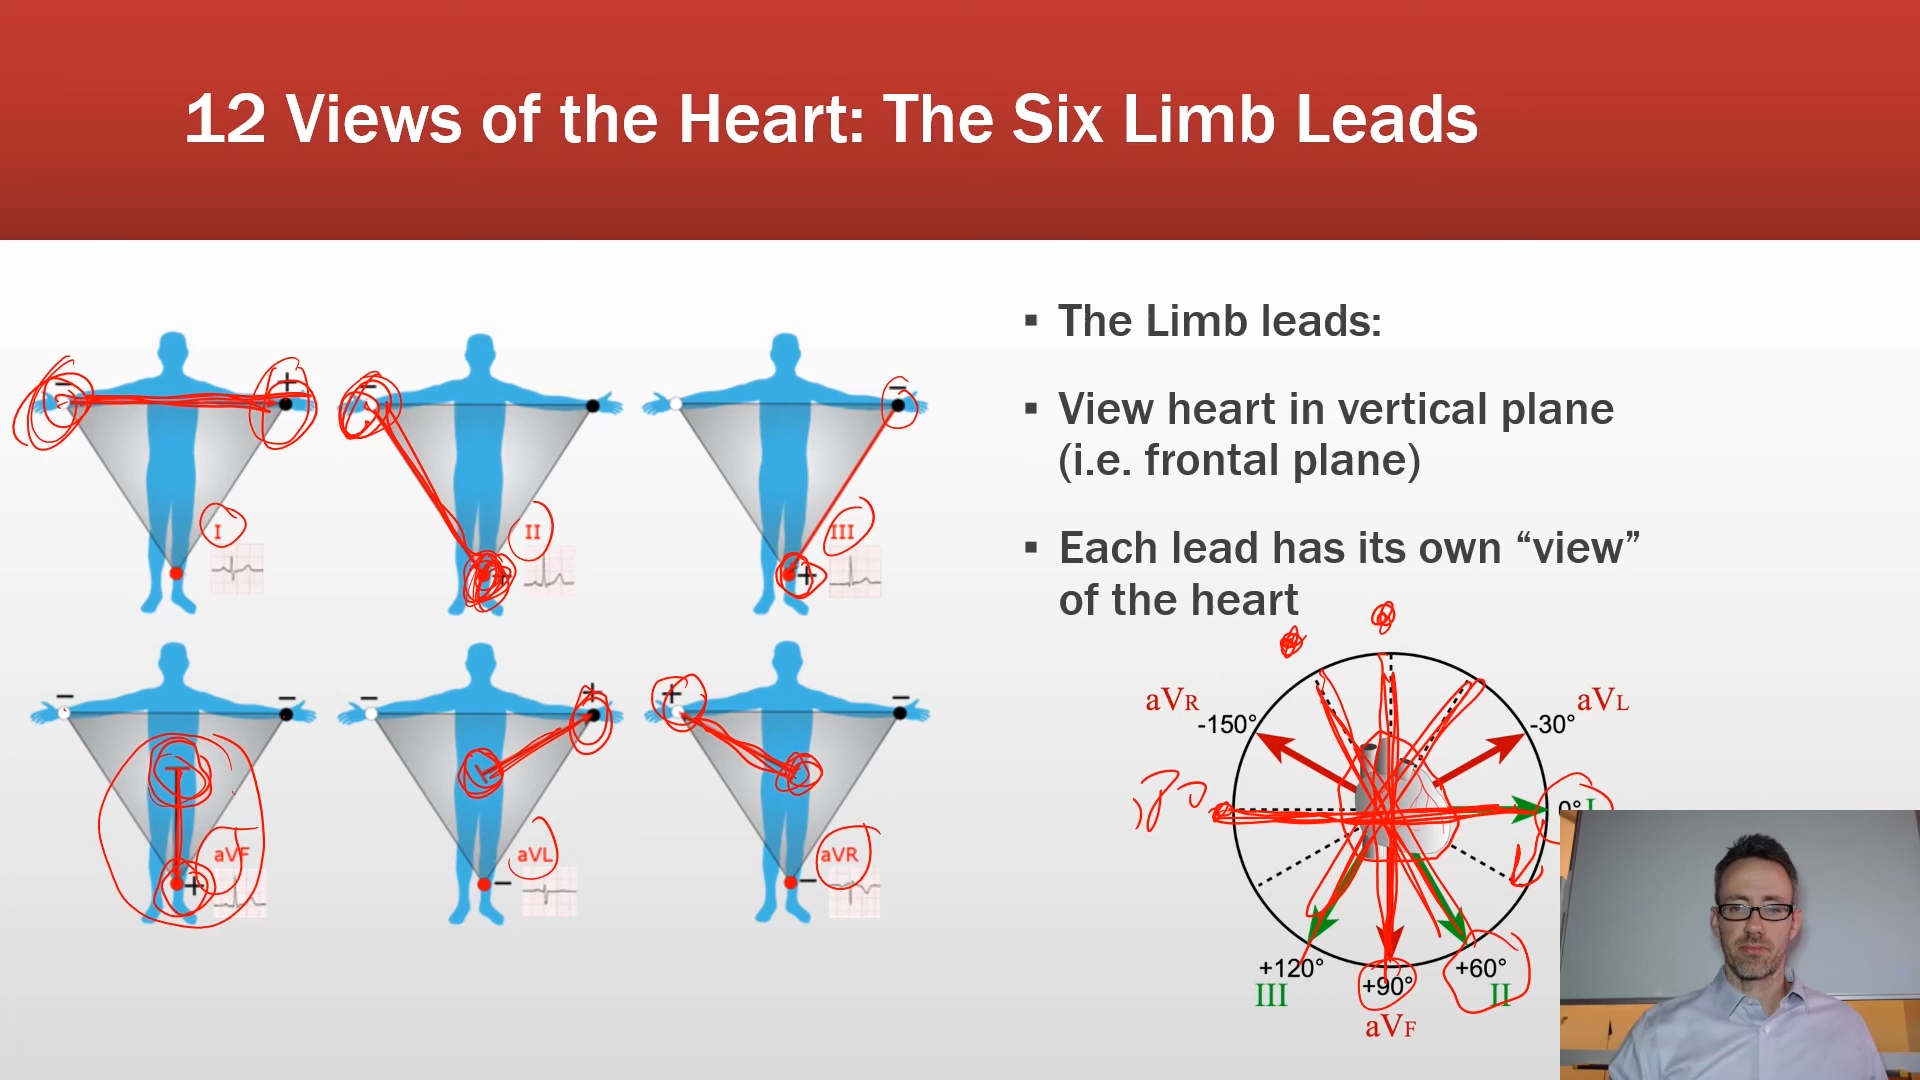 12 Views of the Heart: The Six Limb Leads
▪ The Limb leads:
▪ View heart in vertical plane
(i.e. frontal plane)
▪ Each lead has its own “view”
of the heart
− +
I
− +
II
− +
III
− −
aVF +
− +
aVL −
+ −
aVR −
aVR -150°
-30° aVL
180
0° I
+120° III
+90° aVF
+60° II